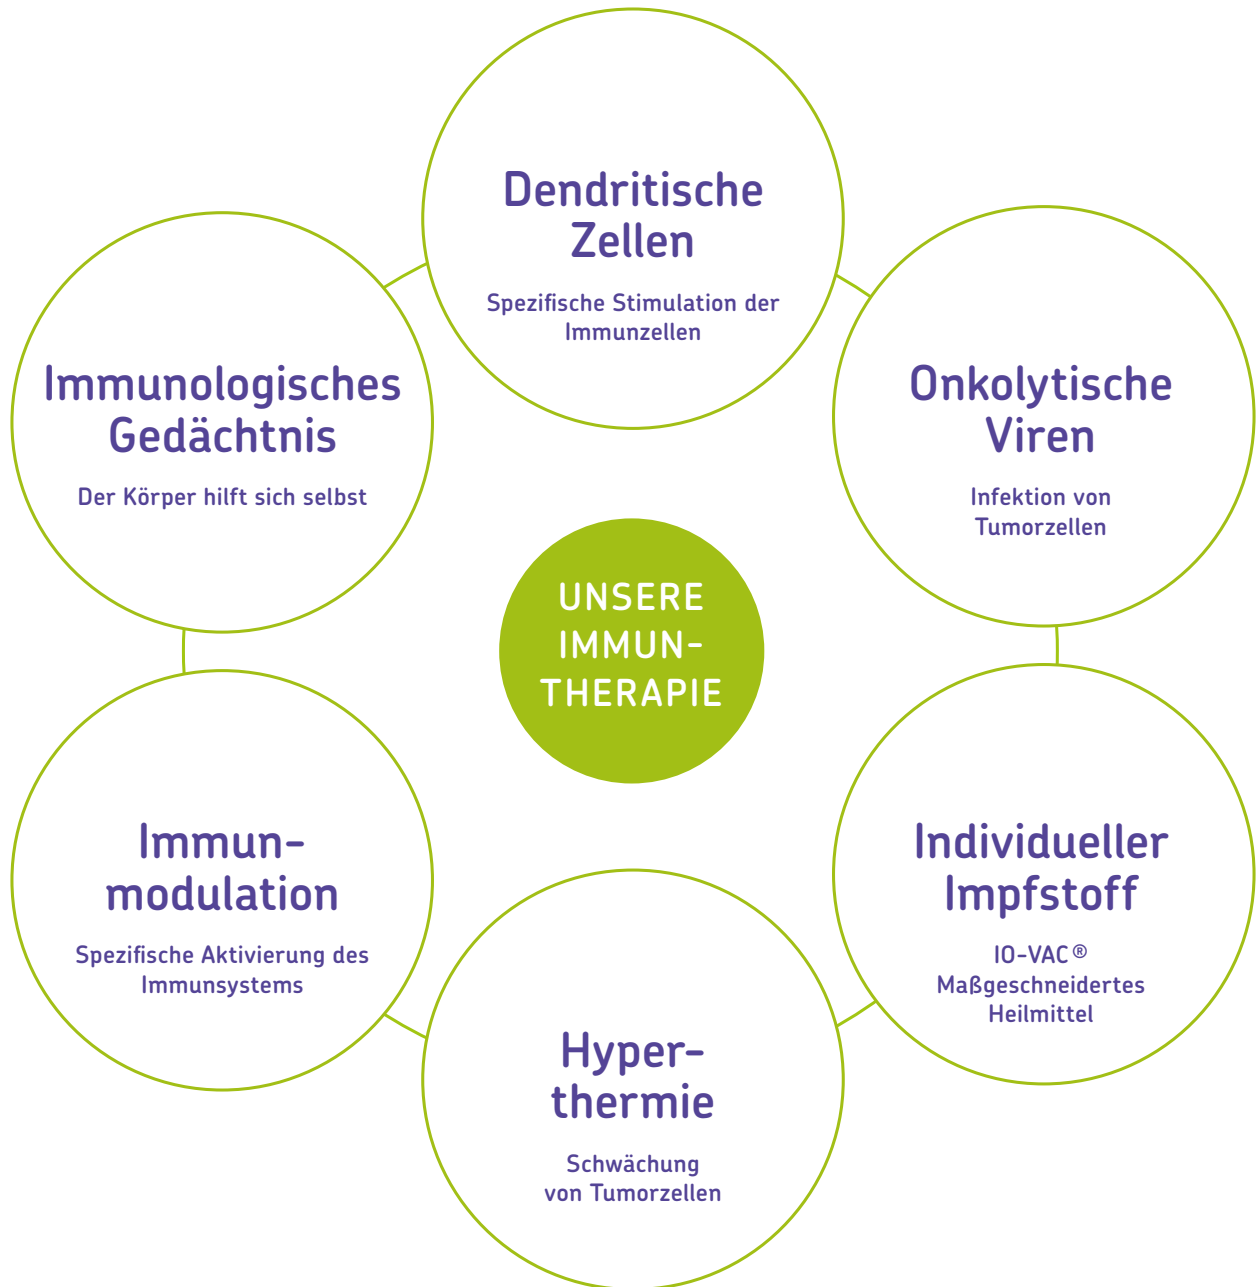 Dendritische
Zellen
Spezifische Stimulation der
Immunzellen
Onkolytische
Viren
Infektion von
Tumorzellen
Individueller
Impfstoff
IO-VAC®
Maßgeschneidertes
Heilmittel
Hyper-
thermie
Schwächung
von Tumorzellen
Immun-
modulation
Spezifische Aktivierung des
Immunsystems
Immunologisches
Gedächtnis
Der Körper hilft sich selbst
UNSERE
IMMUN-
THERAPIE